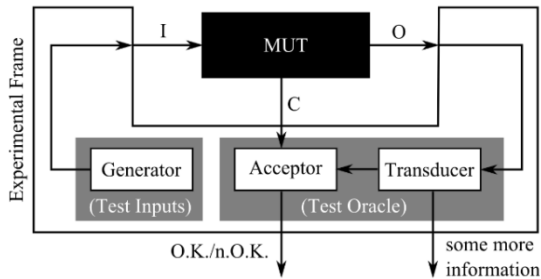 Experimental Frame
I
MUT
O
C
Generator
Acceptor
Transducer
(Test Inputs)
(Test Oracle)
O.K./n.O.K.
some more
information